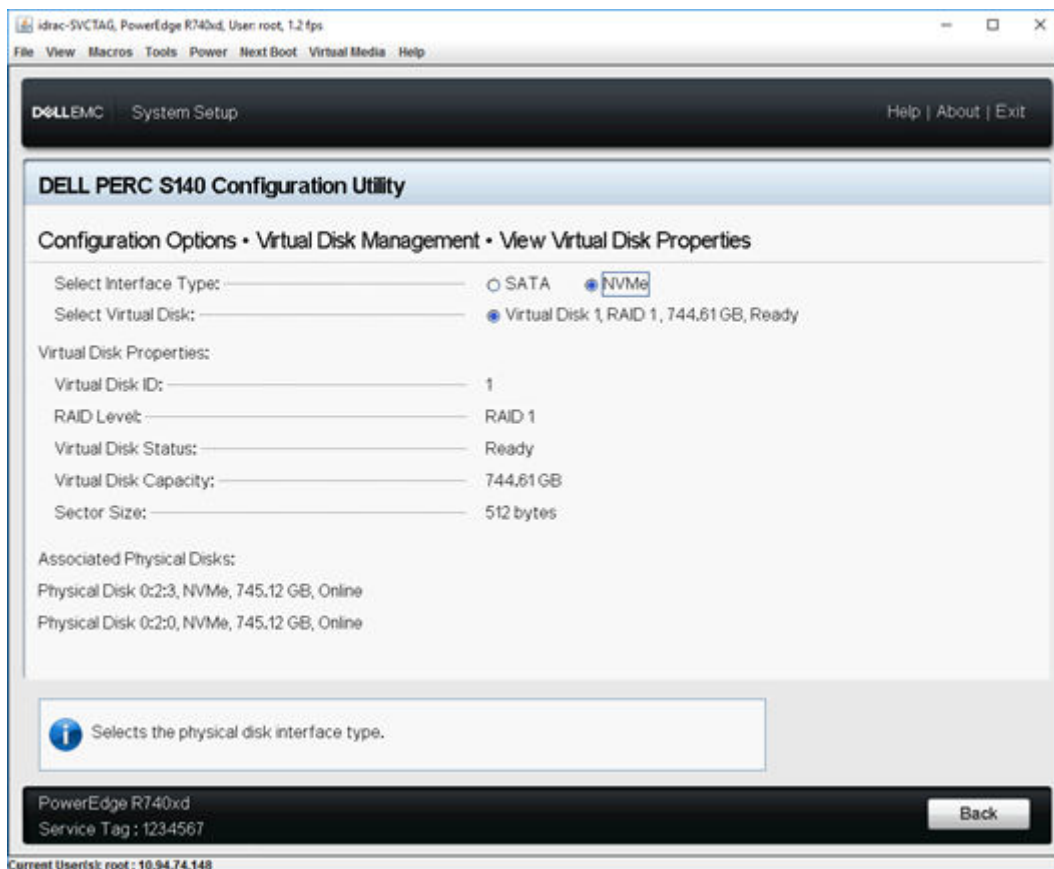 idrac-SVCTAG, PowerEdge R740xd, User: root, 1.2 fps
File View Macros Tools Power Next Boot Virtual Media Help
DELLEMC System Setup Help | About | Exit
DELL PERC S140 Configuration Utility
Configuration Options • Virtual Disk Management • View Virtual Disk Properties
Select Interface Type: SATA NVMe
Select Virtual Disk: Virtual Disk 1, RAID 1, 744.61 GB, Ready
Virtual Disk Properties:
Virtual Disk ID: 1
RAID Level: RAID 1
Virtual Disk Status: Ready
Virtual Disk Capacity: 744.61 GB
Sector Size: 512 bytes
Associated Physical Disks:
Physical Disk 0:2:3, NVMe, 745.12 GB, Online
Physical Disk 0:2:0, NVMe, 745.12 GB, Online
Selects the physical disk interface type.
PowerEdge R740xd
Service Tag : 1234567
Back
Current User(s): root : 10.94.74.148